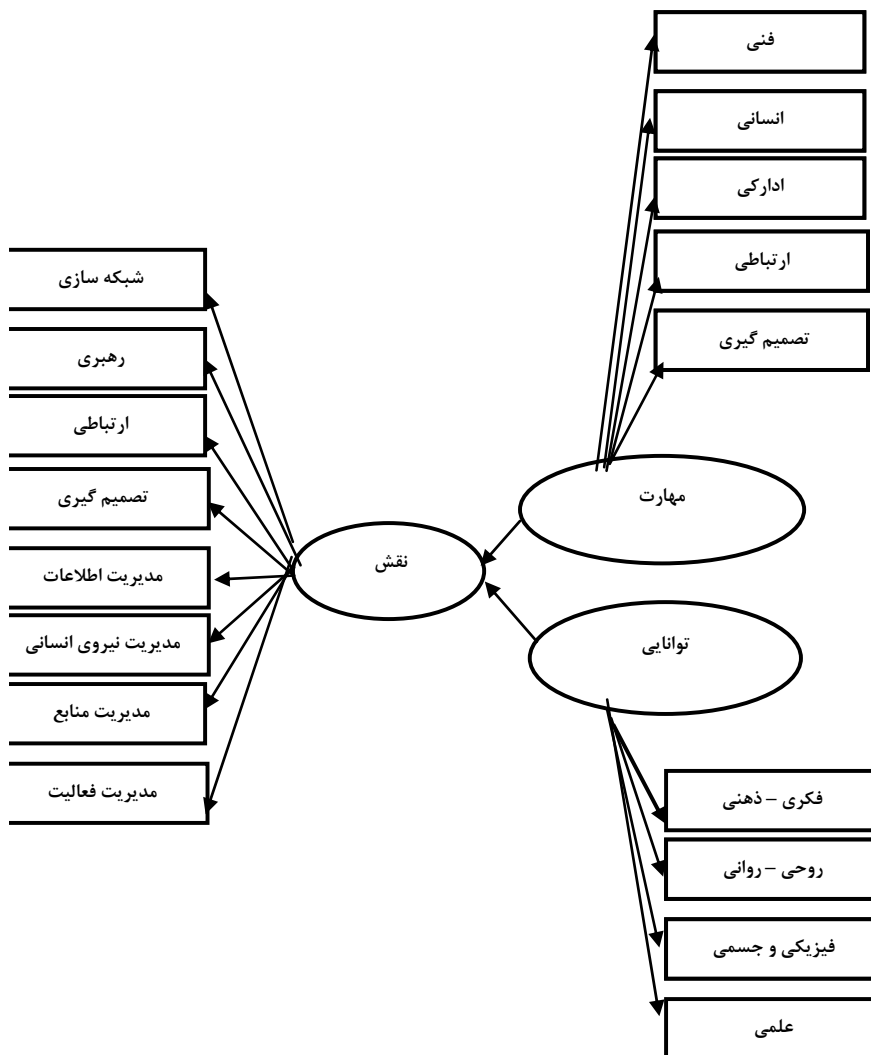 فنی
انسانی
ادارکی
ارتباطی
تصمیم گیری
مهارت
توانایی
فکری – ذهنی
روحی – روانی
فیزیکی و جسمی
علمی
نقش
شبکه سازی
رهبری
ارتباطی
تصمیم گیری
مدیریت اطلاعات
مدیریت نیروی انسانی
مدیریت منابع
مدیریت فعالیت